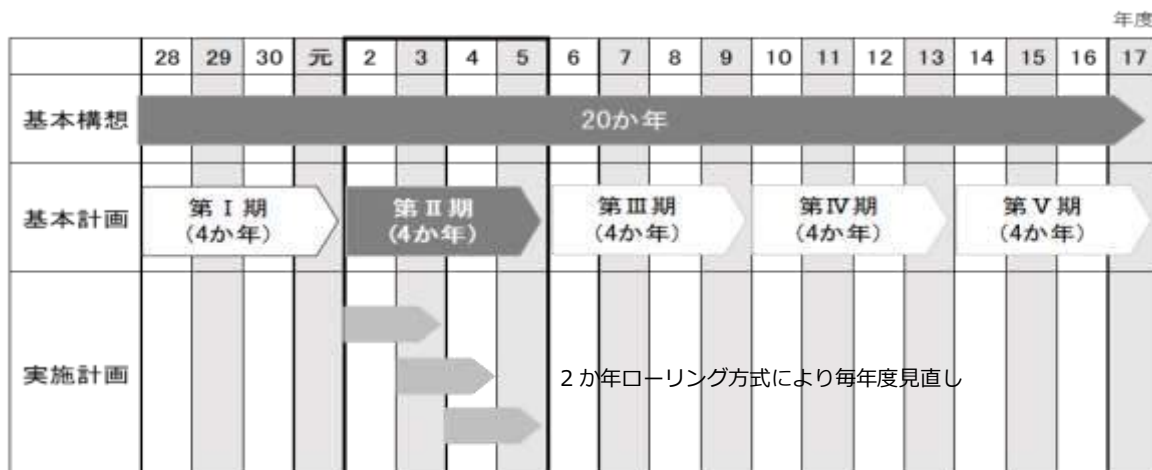 年度
28 29 30 元 2 3 4 5 6 7 8 9 10 11 12 13 14 15 16 17
基本構想 20か年
基本計画
第Ⅰ期
(4か年)
第Ⅱ期
(4か年)
第Ⅲ期
(4か年)
第Ⅳ期
(4か年)
第Ⅴ期
(4か年)
実施計画
2か年ローリング方式により毎年度見直し